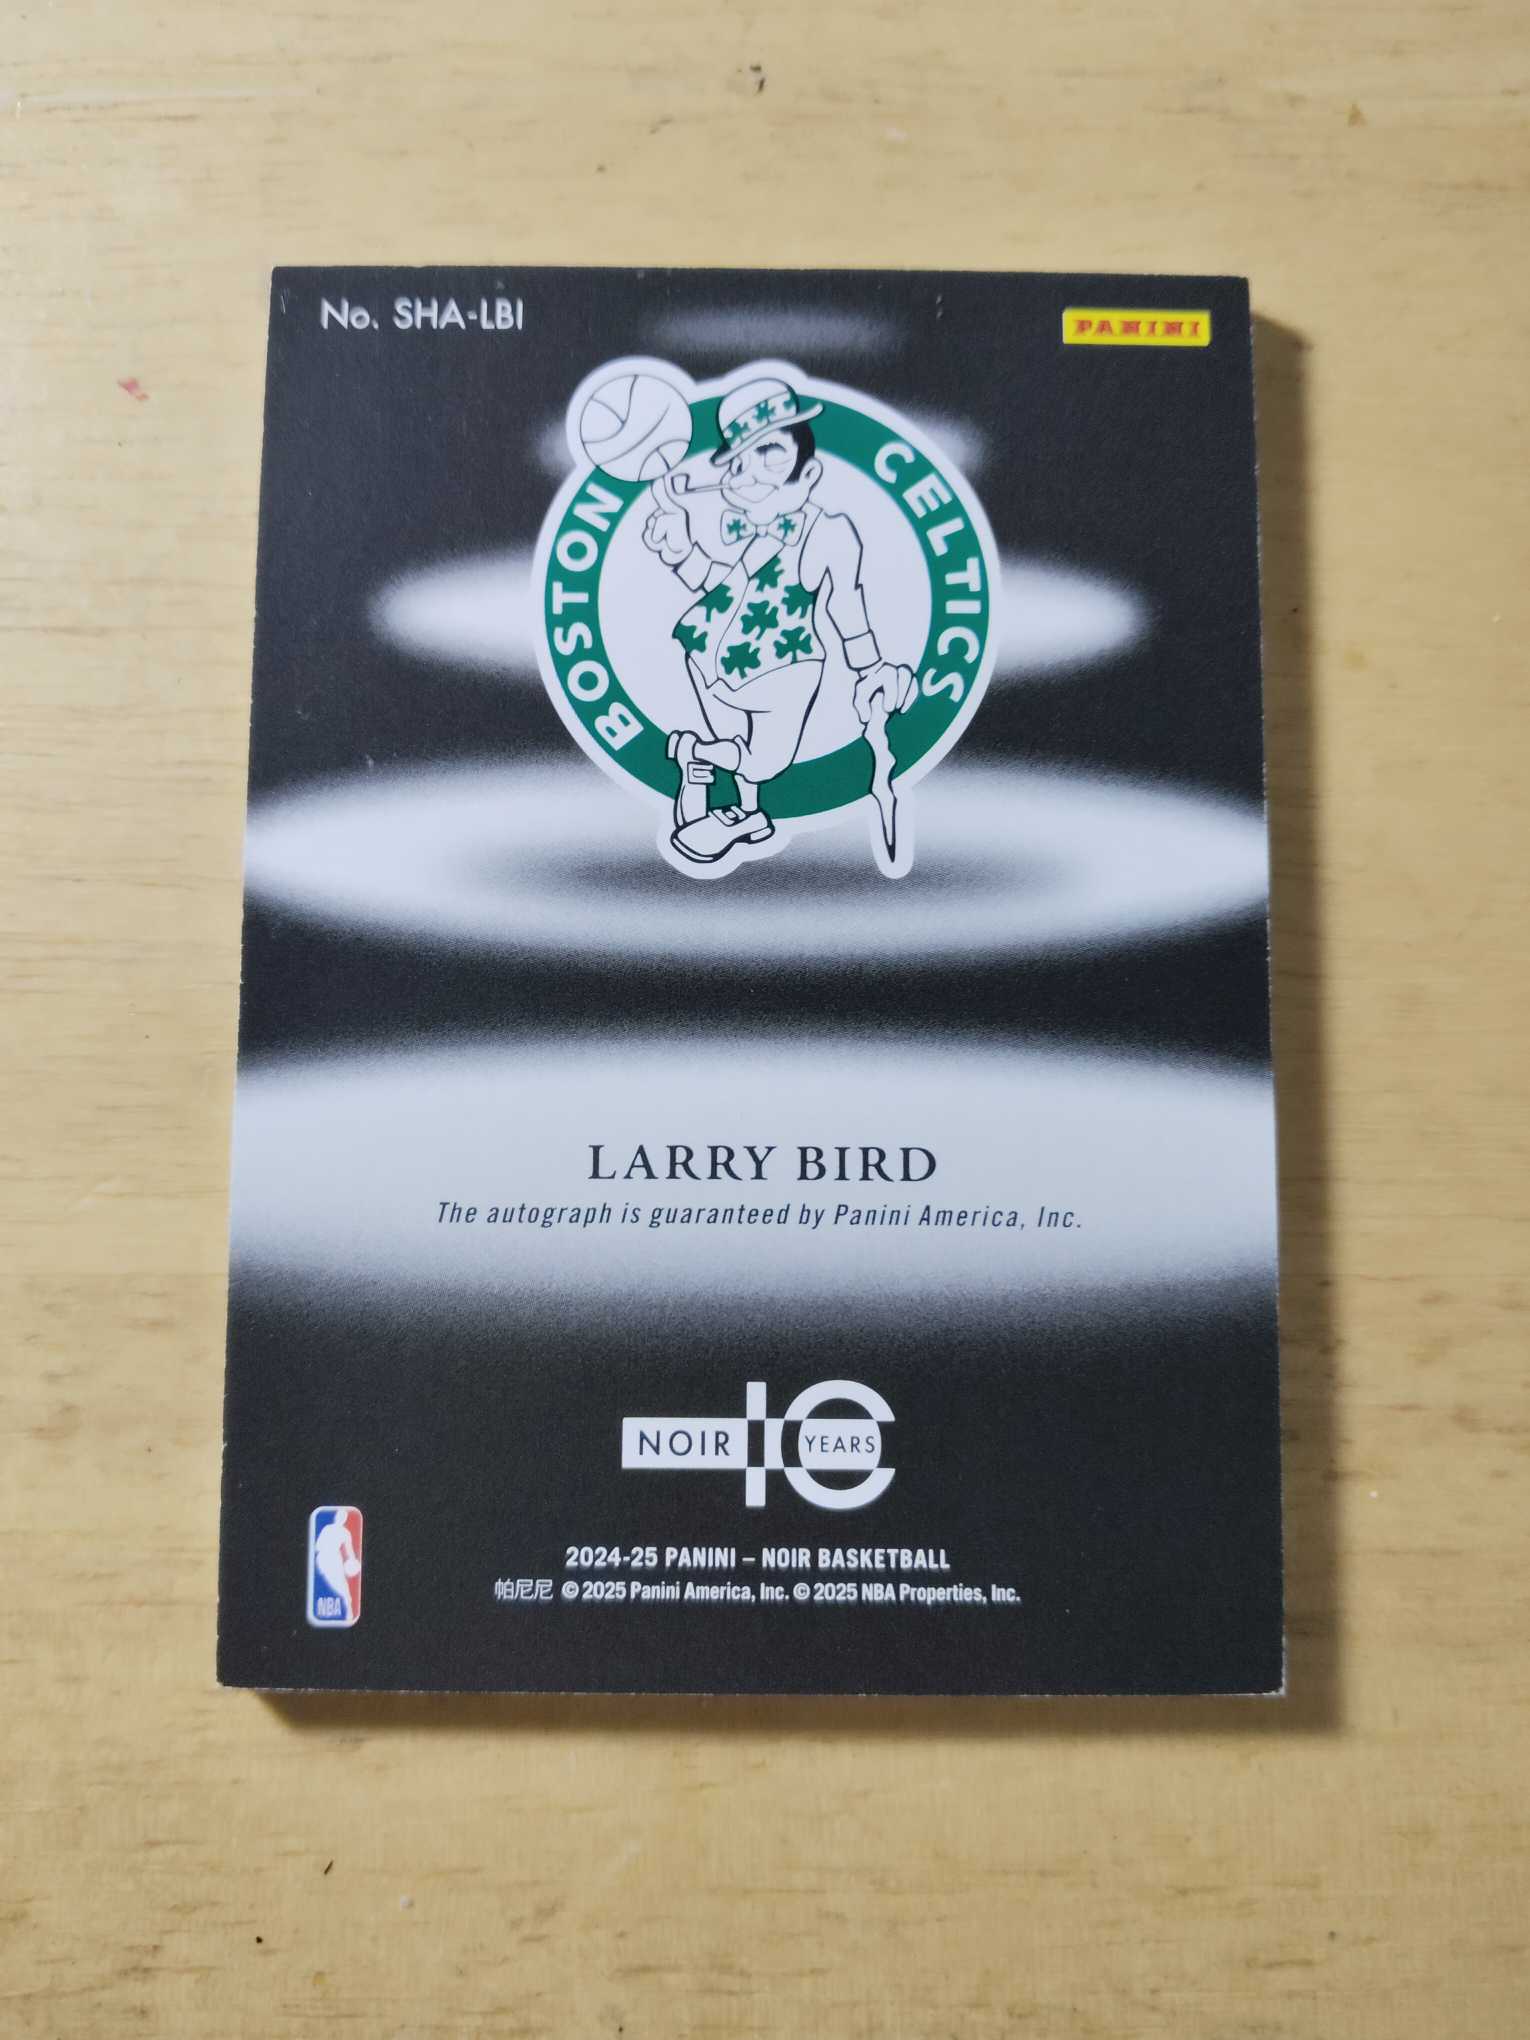 No. SHA-LBI
PANINI
BOSTON CELTICS
LARRY BIRD
The autograph is guaranteed by Panini America, Inc.
NOIR 10 YEARS
NBA
2024-25 PANINI – NOIR BASKETBALL
帕尼尼 © 2025 Panini America, Inc. © 2025 NBA Properties, Inc.